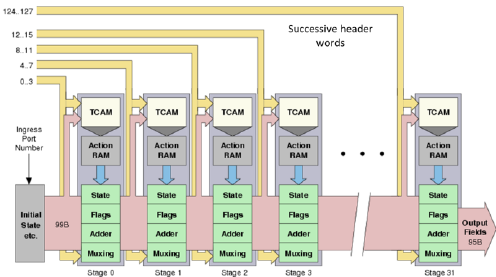 124..127
Successive header
words
12..15
8..11
4..7
0..3
TCAM TCAM TCAM TCAM TCAM
Ingress
Port
Number
Action
RAM
Action
RAM
Action
RAM
Action
RAM
Action
RAM
• • •
Initial
State
etc.
99B
State State State State State
Flags Flags Flags Flags Flags
Adder Adder Adder Adder Adder
Muxing Muxing Muxing Muxing Muxing
Output
Fields
95B
Stage 0 Stage 1 Stage 2 Stage 3 Stage 31